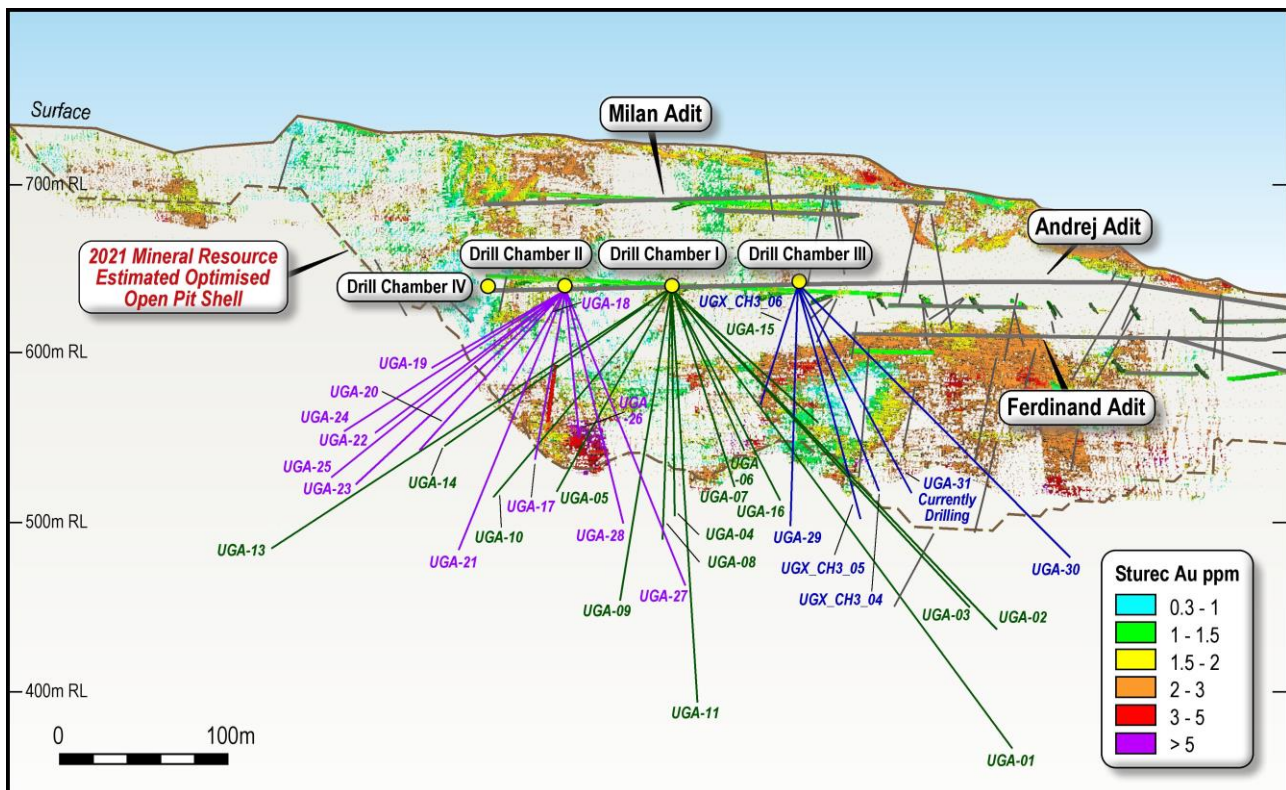 Surface
Milan Adit
700m RL
Andrej Adit
2021 Mineral Resource
Estimated Optimised
Open Pit Shell
Drill Chamber II
Drill Chamber I
Drill Chamber III
Drill Chamber IV
UGA-18
UGX_CH3_06
UGA-15
600m RL
UGA-19
UGA-20
UGA-24
UGA-22
UGA-25
UGA-23
UGA
-26
Ferdinand Adit
UGA-14
UGA-13
UGA-10
UGA-21
UGA-17
UGA-05
UGA-28
UGA-09
UGA-27
UGA-04
UGA-08
UGA
-06
UGA-07
UGA-16
UGA-29
UGX_CH3_05
UGX_CH3_04
UGA-31
Currently
Drilling
UGA-30
UGA-03
UGA-02
500m RL
400m RL
UGA-11
UGA-01
0
100m
Sturec Au ppm
0.3 - 1
1 - 1.5
1.5 - 2
2 - 3
3 - 5
> 5